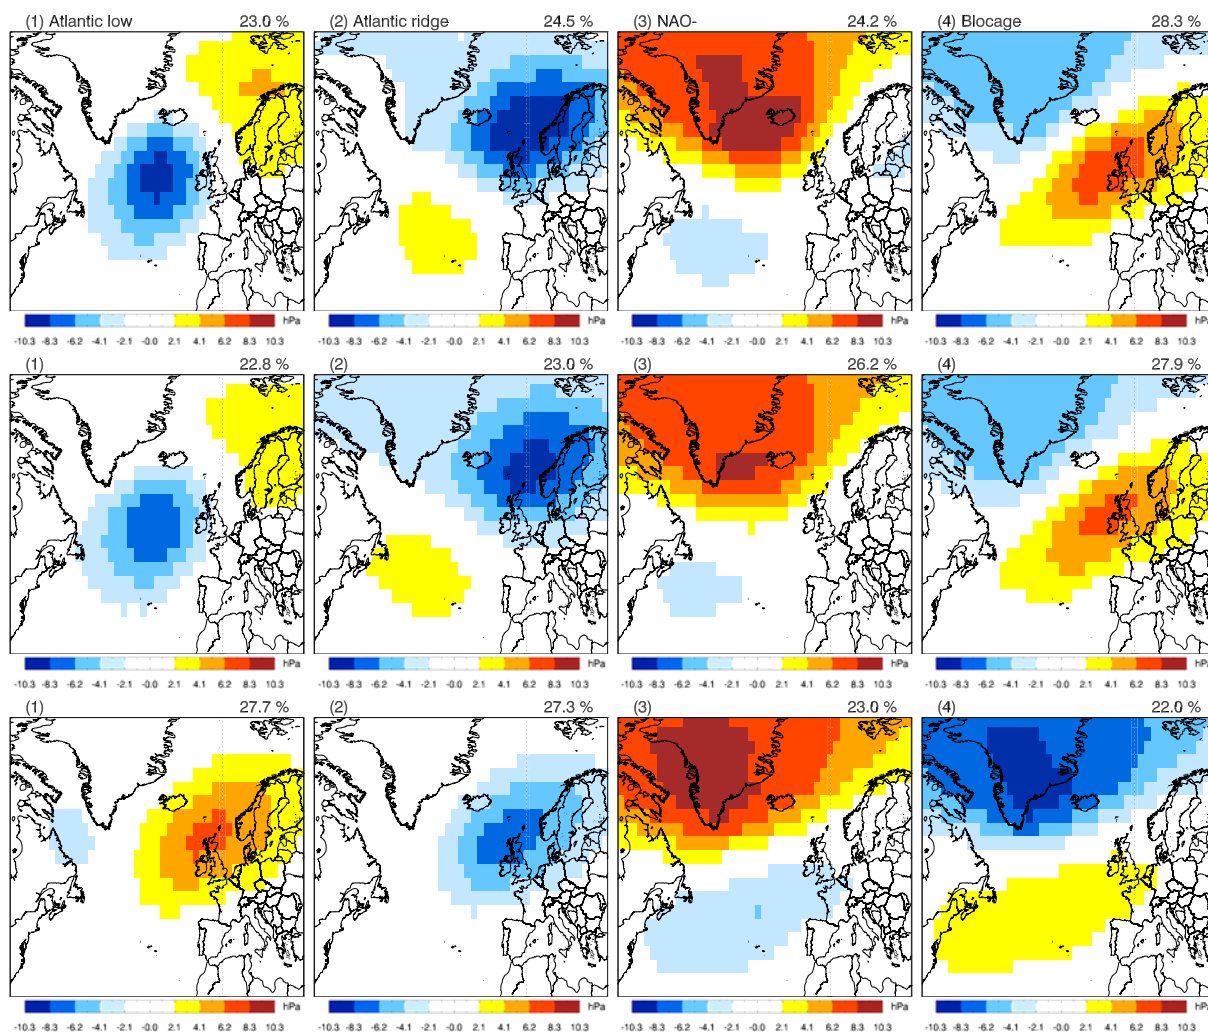 (1) Atlantic low 23.0 % (2) Atlantic ridge 24.5 % (3) NAO- 24.2 % (4) Blocage 28.3 %
hPa hPa hPa hPa
-10.3 -8.3 -6.2 -4.1 -2.1 -0.0 2.1 4.1 6.2 8.3 10.3 -10.3 -8.3 -6.2 -4.1 -2.1 -0.0 2.1 4.1 6.2 8.3 10.3 -10.3 -8.3 -6.2 -4.1 -2.1 -0.0 2.1 4.1 6.2 8.3 10.3 -10.3 -8.3 -6.2 -4.1 -2.1 -0.0 2.1 4.1 6.2 8.3 10.3
(1) 22.8 % (2) 23.0 % (3) 26.2 % (4) 27.9 %
hPa hPa hPa hPa
-10.3 -8.3 -6.2 -4.1 -2.1 -0.0 2.1 4.1 6.2 8.3 10.3 -10.3 -8.3 -6.2 -4.1 -2.1 -0.0 2.1 4.1 6.2 8.3 10.3 -10.3 -8.3 -6.2 -4.1 -2.1 -0.0 2.1 4.1 6.2 8.3 10.3 -10.3 -8.3 -6.2 -4.1 -2.1 -0.0 2.1 4.1 6.2 8.3 10.3
(1) 27.7 % (2) 27.3 % (3) 23.0 % (4) 22.0 %
hPa hPa hPa hPa
-10.3 -8.3 -6.2 -4.1 -2.1 -0.0 2.1 4.1 6.2 8.3 10.3 -10.3 -8.3 -6.2 -4.1 -2.1 -0.0 2.1 4.1 6.2 8.3 10.3 -10.3 -8.3 -6.2 -4.1 -2.1 -0.0 2.1 4.1 6.2 8.3 10.3 -10.3 -8.3 -6.2 -4.1 -2.1 -0.0 2.1 4.1 6.2 8.3 10.3